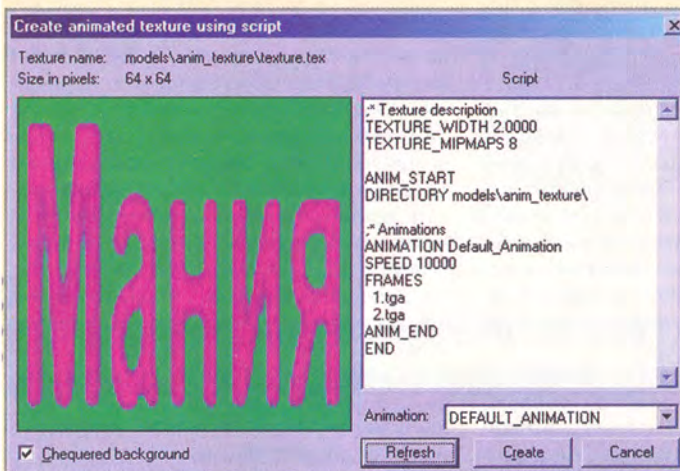 Create animated texture using script
Texture name: models\anim_texture\texture.tex
Size in pixels: 64 x 64
Script
Мания
;* Texture description
TEXTURE_WIDTH 2.0000
TEXTURE_MIPMAPS 8
ANIM_START
DIRECTORY models\anim_texture\
;* Animations
ANIMATION Default_Animation
SPEED 10000
FRAMES
1.tga
2.tga
ANIM_END
END
Animation: DEFAULT_ANIMATION
Chequered background
Refresh Create Cancel